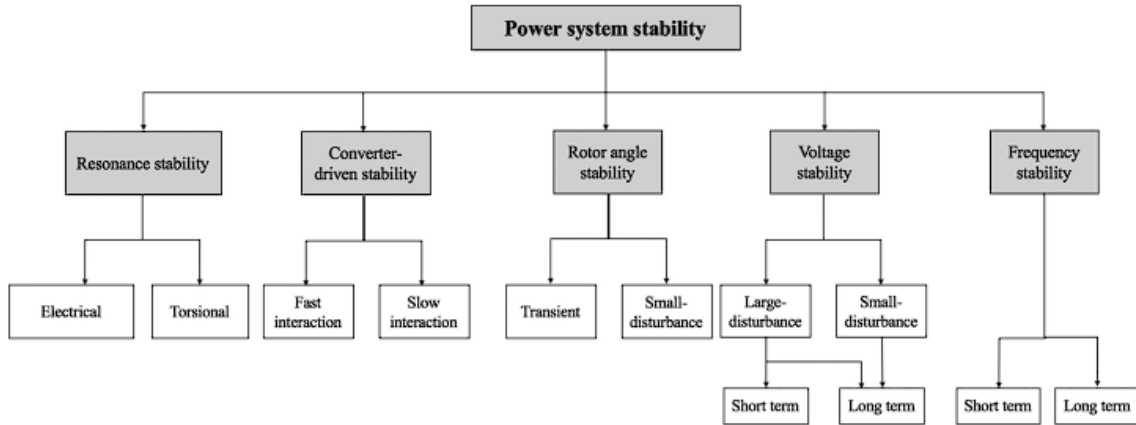 Power system stability
Resonance stability
Converter-
driven stability
Rotor angle
stability
Voltage
stability
Frequency
stability
Electrical
Torsional
Fast
interaction
Slow
interaction
Transient
Small-
disturbance
Large-
disturbance
Small-
disturbance
Short term
Long term
Short term
Long term